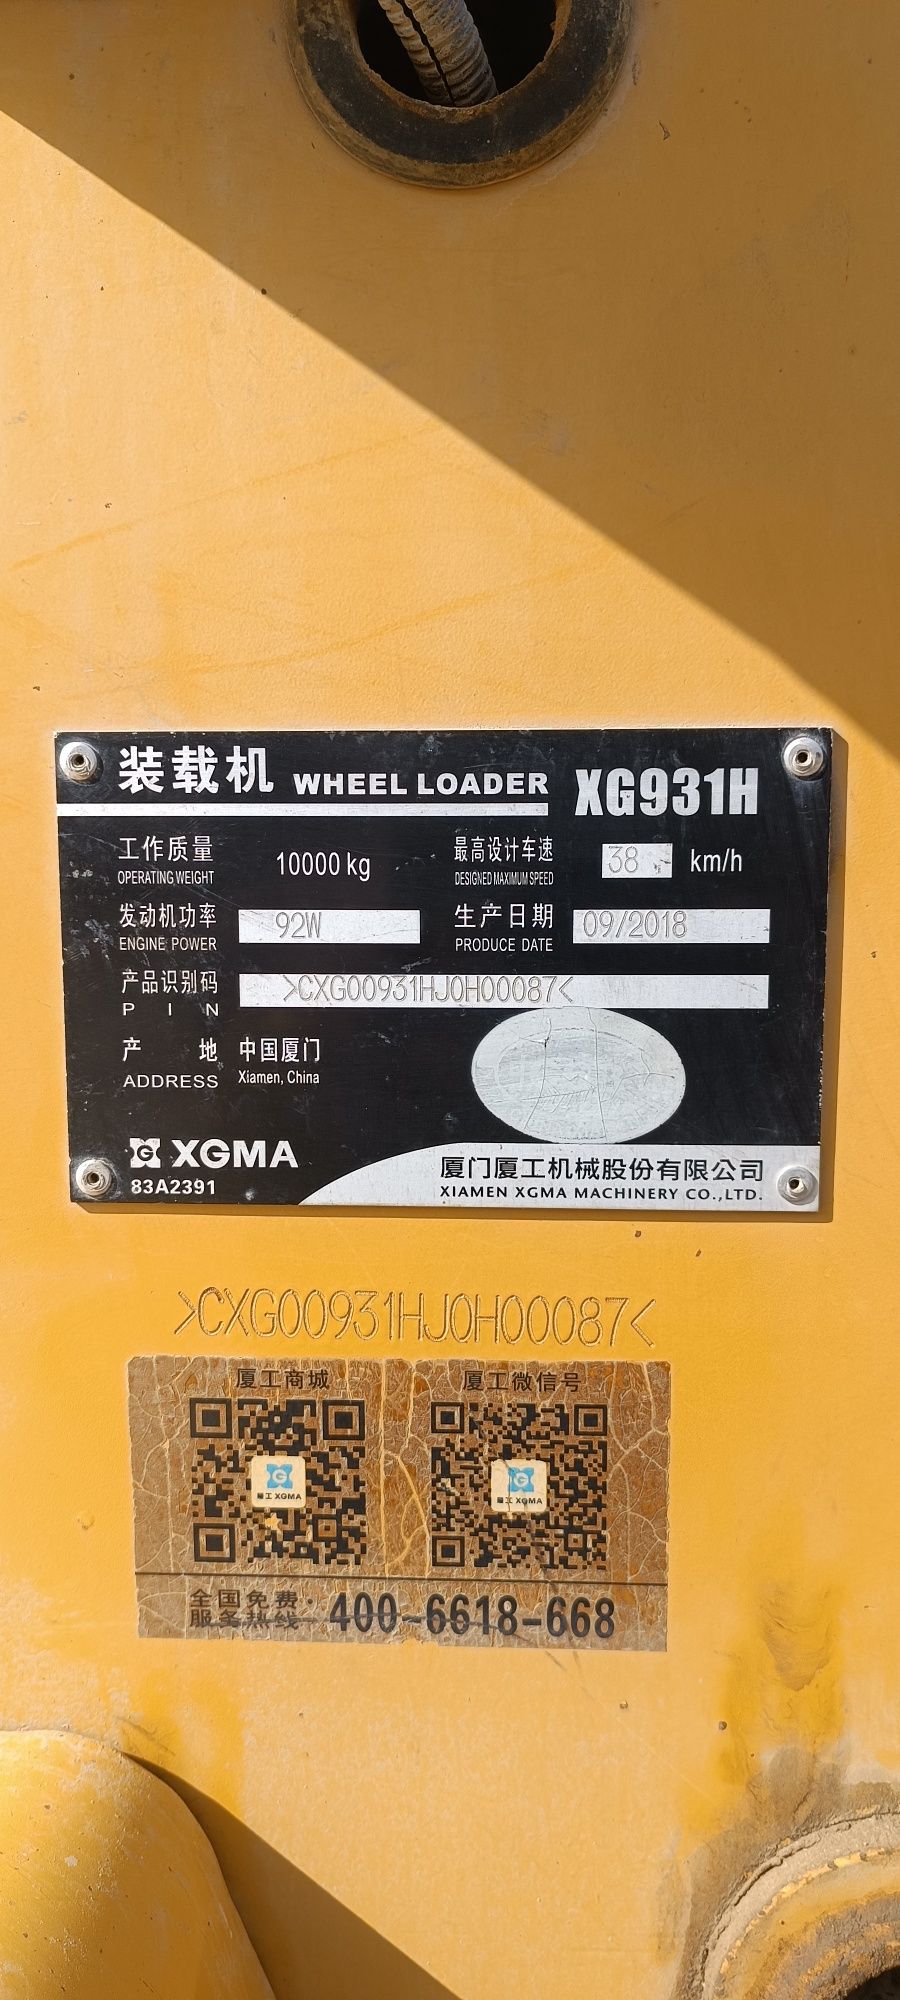 装载机 WHEEL LOADER XG931H
工作质量 10000 kg 最高设计车速 38 km/h
OPERATING WEIGHT DESIGNED MAXIMUM SPEED
发动机功率 92W 生产日期 09/2018
ENGINE POWER PRODUCE DATE
产品识别码 >CXG00931HJ0H00087<
P I N
产 地 中国厦门
ADDRESS Xiamen, China
XGMA
83A2391
厦门厦工机械股份有限公司
XIAMEN XGMA MACHINERY CO.,LTD.
>CXG00931HJ0H00087<
厦工商城 厦工微信号
厦工 XGMA 厦工 XGMA
全国免费
服务热线 400-6618-668